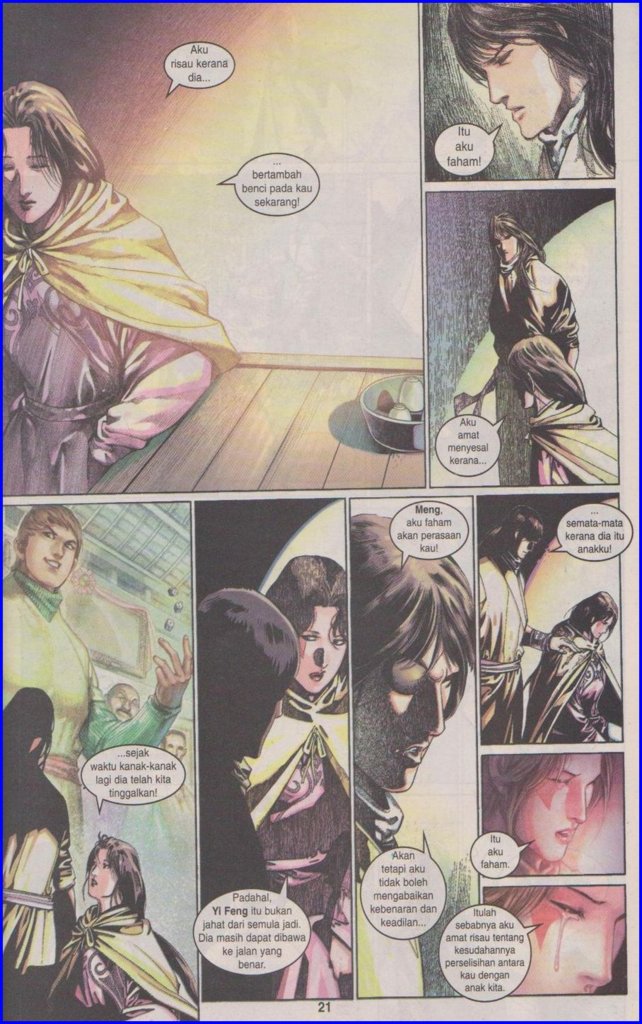 Aku
risau kerana
dia...
...
bertambah
benci pada kau
sekarang!
Itu
aku
faham!
Aku
amat
menyesal
kerana...
...sejak
waktu kanak-kanak
lagi dia telah kita
tinggalkan!
Padahal,
Yi Feng itu bukan
jahat dari semula jadi.
Dia masih dapat dibawa
ke jalan yang
benar.
Meng,
aku faham
akan perasaan
kau!
Akan
tetapi aku
tidak boleh
mengabaikan
kebenaran dan
keadilan...
...
semata-mata
kerana dia itu
anakku!
Itu
aku
faham.
Itulah
sebabnya aku
amat risau tentang
kesudahannya
perselisihan antara
kau dengan
anak kita.
21